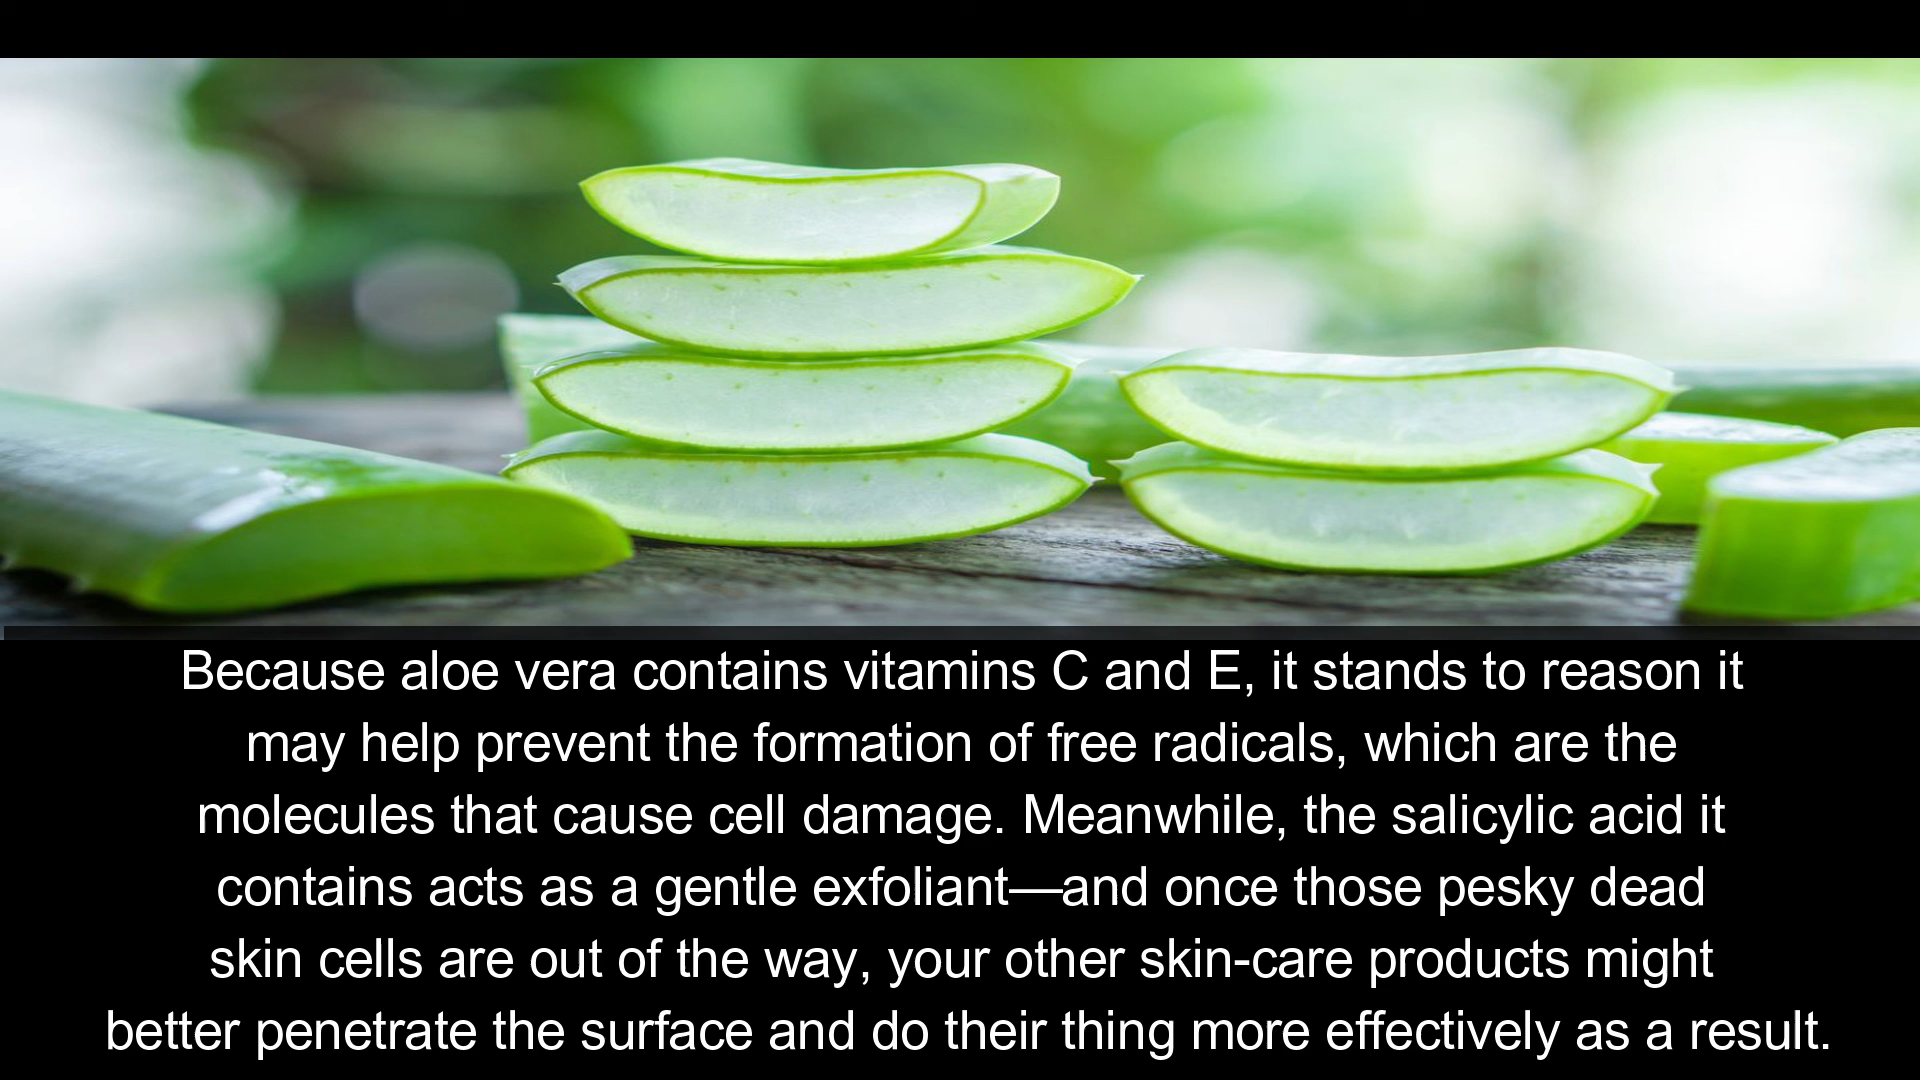 Because aloe vera contains vitamins C and E, it stands to reason it
may help prevent the formation of free radicals, which are the
molecules that cause cell damage. Meanwhile, the salicylic acid it
contains acts as a gentle exfoliant—and once those pesky dead
skin cells are out of the way, your other skin-care products might
better penetrate the surface and do their thing more effectively as a result.